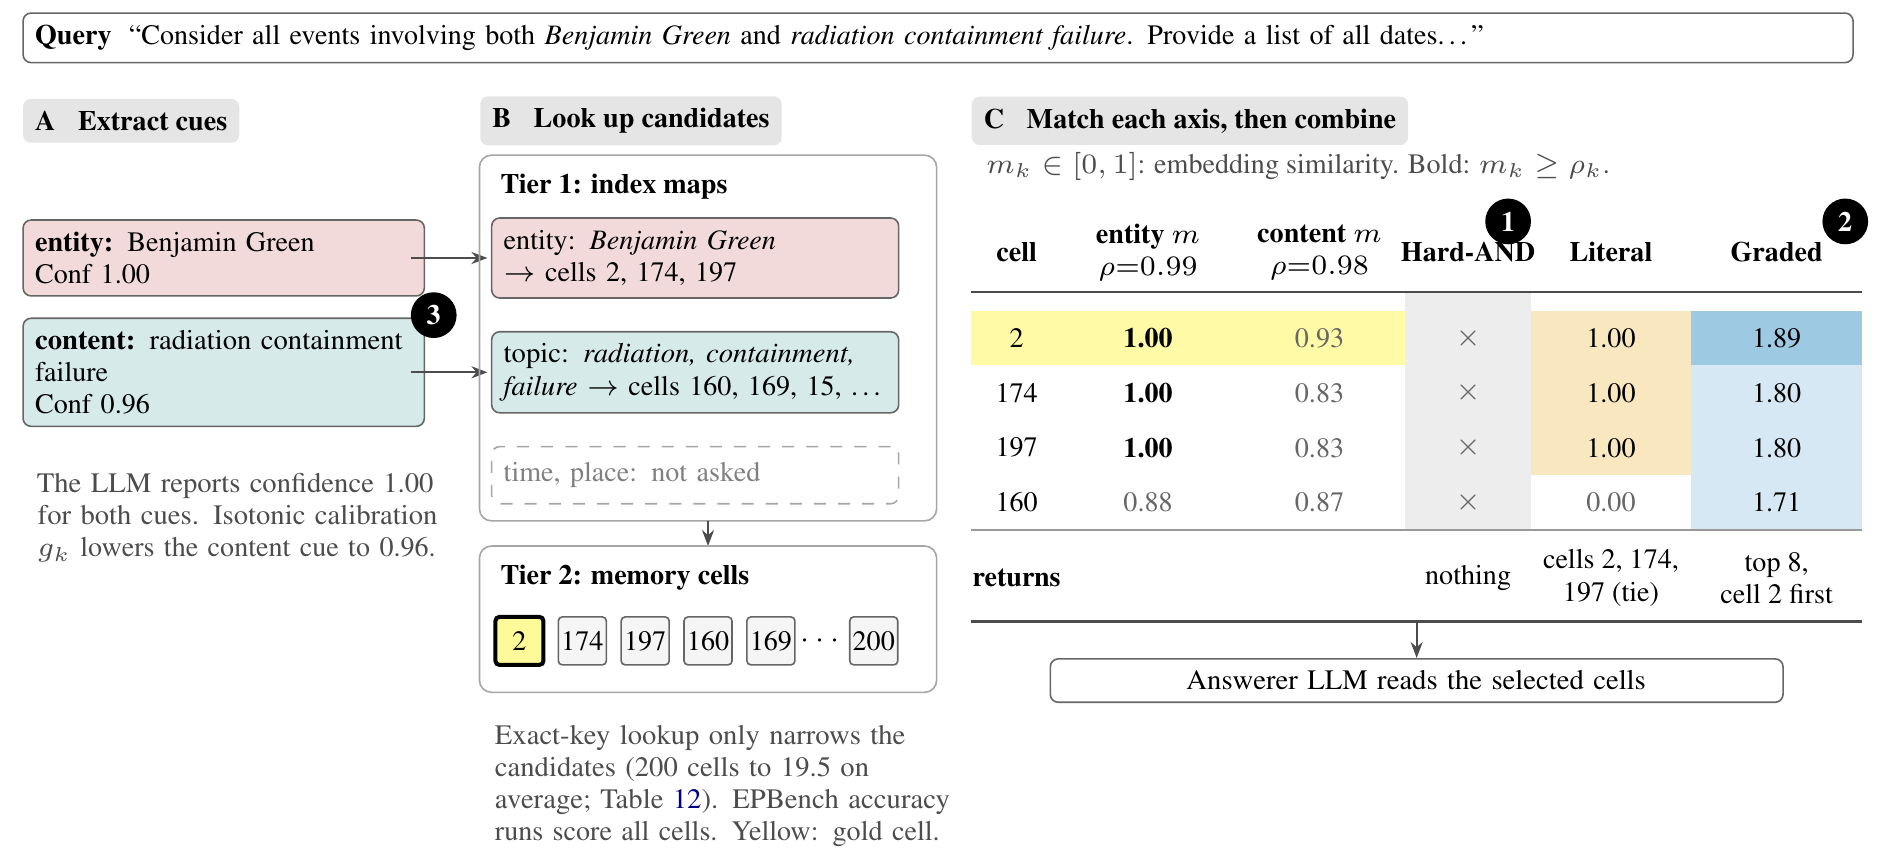 Query “Consider all events involving both Benjamin Green and radiation containment failure. Provide a list of all dates…”
A Extract cues
entity: Benjamin Green
Conf 1.00
3
content: radiation containment
failure
Conf 0.96
The LLM reports confidence 1.00
for both cues. Isotonic calibration
gₖ lowers the content cue to 0.96.
B Look up candidates
Tier 1: index maps
entity: Benjamin Green
→ cells 2, 174, 197
topic: radiation, containment,
failure → cells 160, 169, 15, …
time, place: not asked
Tier 2: memory cells
2 174 197 160 169 ··· 200
Exact-key lookup only narrows the
candidates (200 cells to 19.5 on
average; Table 12). EPBench accuracy
runs score all cells. Yellow: gold cell.
C Match each axis, then combine
mₖ ∈ [0, 1]: embedding similarity. Bold: mₖ ≥ ρₖ.
1 2
cell entity m ρ=0.99 content m ρ=0.98 Hard-AND Literal Graded
2 1.00 0.93 × 1.00 1.89
174 1.00 0.83 × 1.00 1.80
197 1.00 0.83 × 1.00 1.80
160 0.88 0.87 × 0.00 1.71
returns nothing cells 2, 174, 197 (tie) top 8, cell 2 first
Answerer LLM reads the selected cells